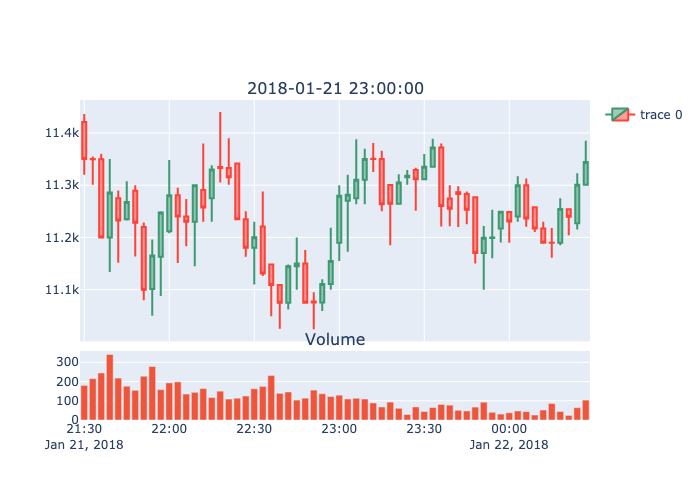 2018-01-21 23:00:00
trace 0
11.4k
11.3k
11.2k
11.1k
Volume
300
200
100
0
21:30 22:00 22:30 23:00 23:30 00:00
Jan 21, 2018 Jan 22, 2018